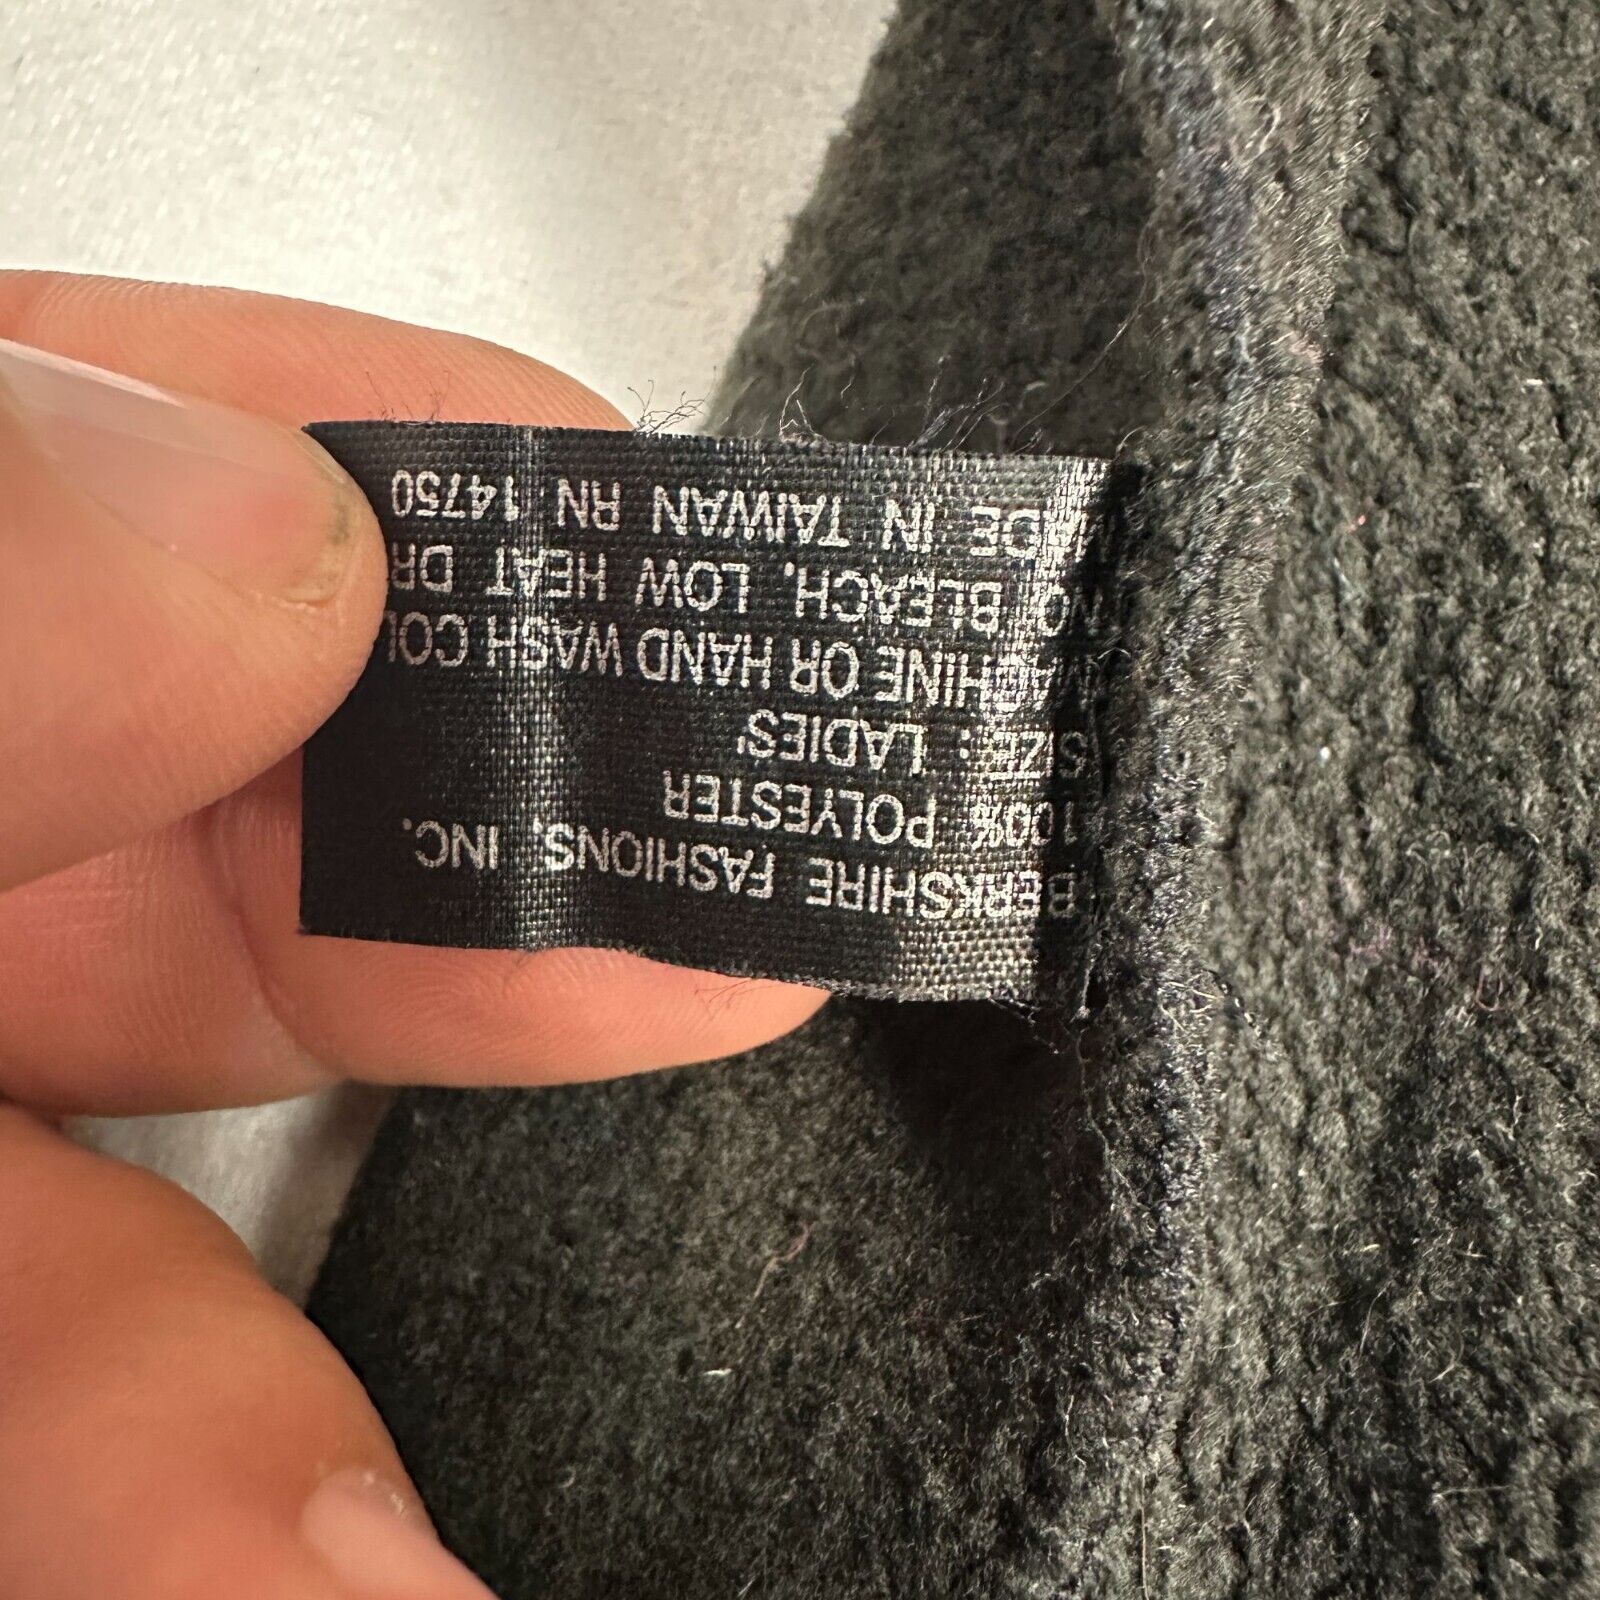 BERKSHIRE FASHIONS, INC.
100% POLYESTER
SIZE: LADIES'
MACHINE OR HAND WASH COL
NO BLEACH, LOW HEAT DR
MADE IN TAIWAN RN 14750